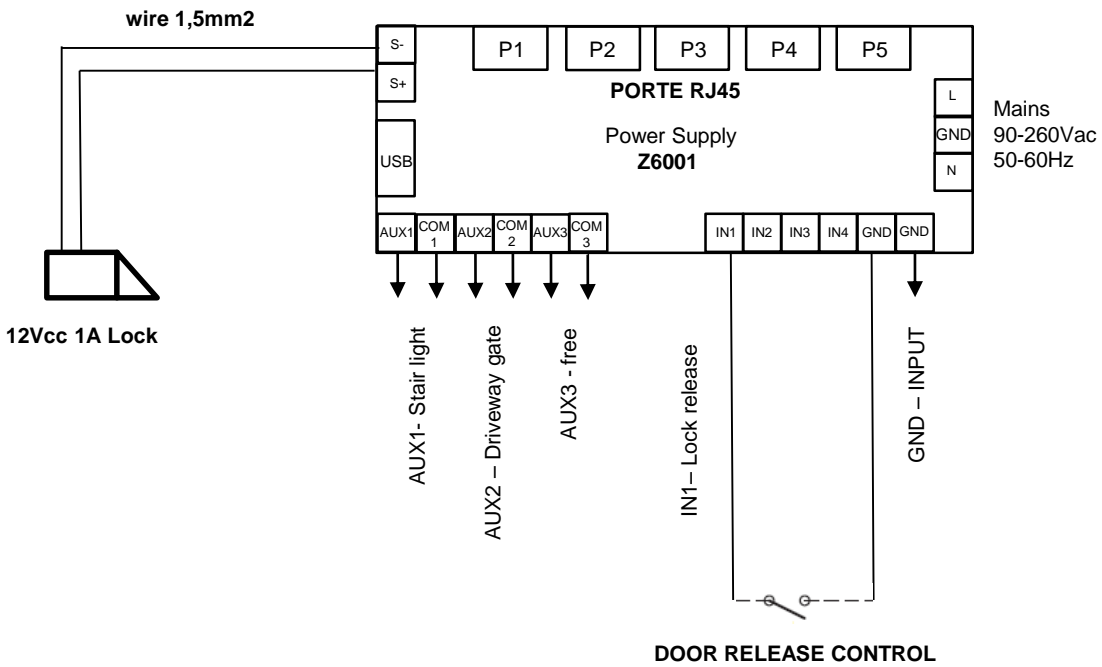 wire 1,5mm2
S-
S+
USB
P1 P2 P3 P4 P5
PORTE RJ45
Power Supply
Z6001
L
GND
N
Mains
90-260Vac
50-60Hz
AUX1 COM 1 AUX2 COM 2 AUX3 COM 3
IN1 IN2 IN3 IN4 GND GND
12Vcc 1A Lock
AUX1- Stair light
AUX2 – Driveway gate
AUX3 - free
IN1– Lock release
GND – INPUT
DOOR RELEASE CONTROL